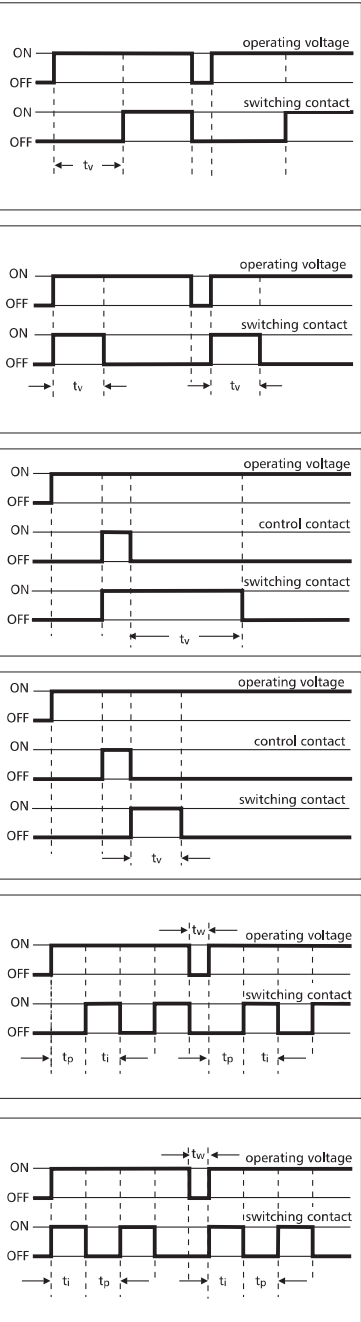 operating voltage
ON
OFF
switching contact
ON
OFF
tv
operating voltage
ON
OFF
switching contact
ON
OFF
tv tv
operating voltage
ON
OFF
control contact
ON
OFF
switching contact
ON
OFF
tv
operating voltage
ON
OFF
control contact
ON
OFF
switching contact
ON
OFF
tv
tw
operating voltage
ON
OFF
switching contact
ON
OFF
tp ti tp ti
tw
operating voltage
ON
OFF
switching contact
ON
OFF
ti tp ti tp